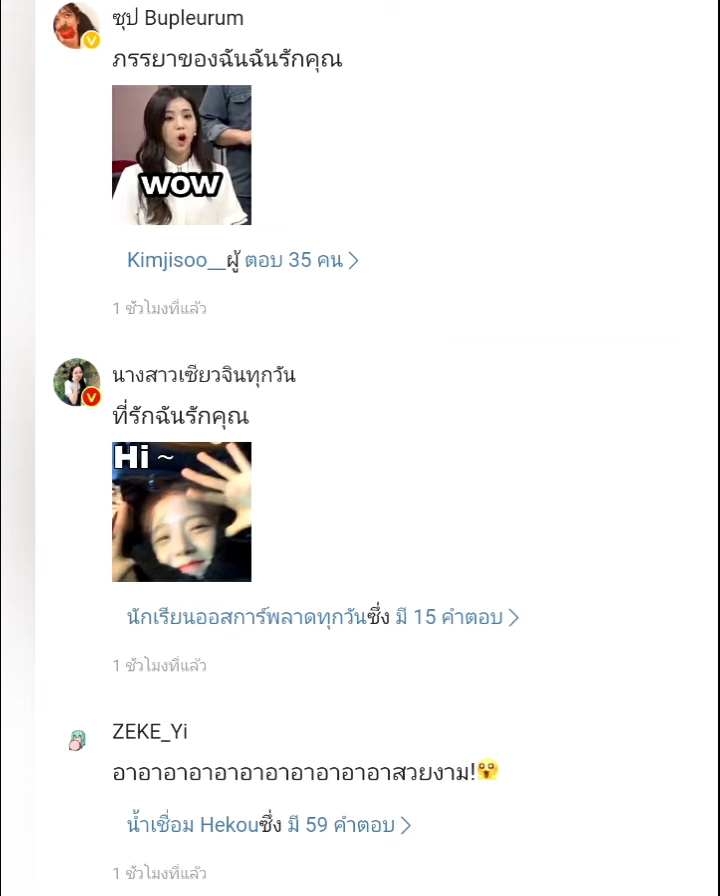 ซุป Bupleurum
ภรรยาของฉันฉันรักคุณ
WOW
Kimjisoo__ผู้ ตอบ 35 คน >
1 ชั่วโมงที่แล้ว
นางสาวเซียวจินทุกวัน
ที่รักฉันรักคุณ
Hi ~
นักเรียนออสการ์พลาดทุกวันซึ่ง มี 15 คำตอบ >
1 ชั่วโมงที่แล้ว
ZEKE_Yi
อาอาอาอาอาอาอาอาอาอาอาสวยงาม!😲
น้ำเชื่อม Hekouซึ่ง มี 59 คำตอบ >
1 ชั่วโมงที่แล้ว